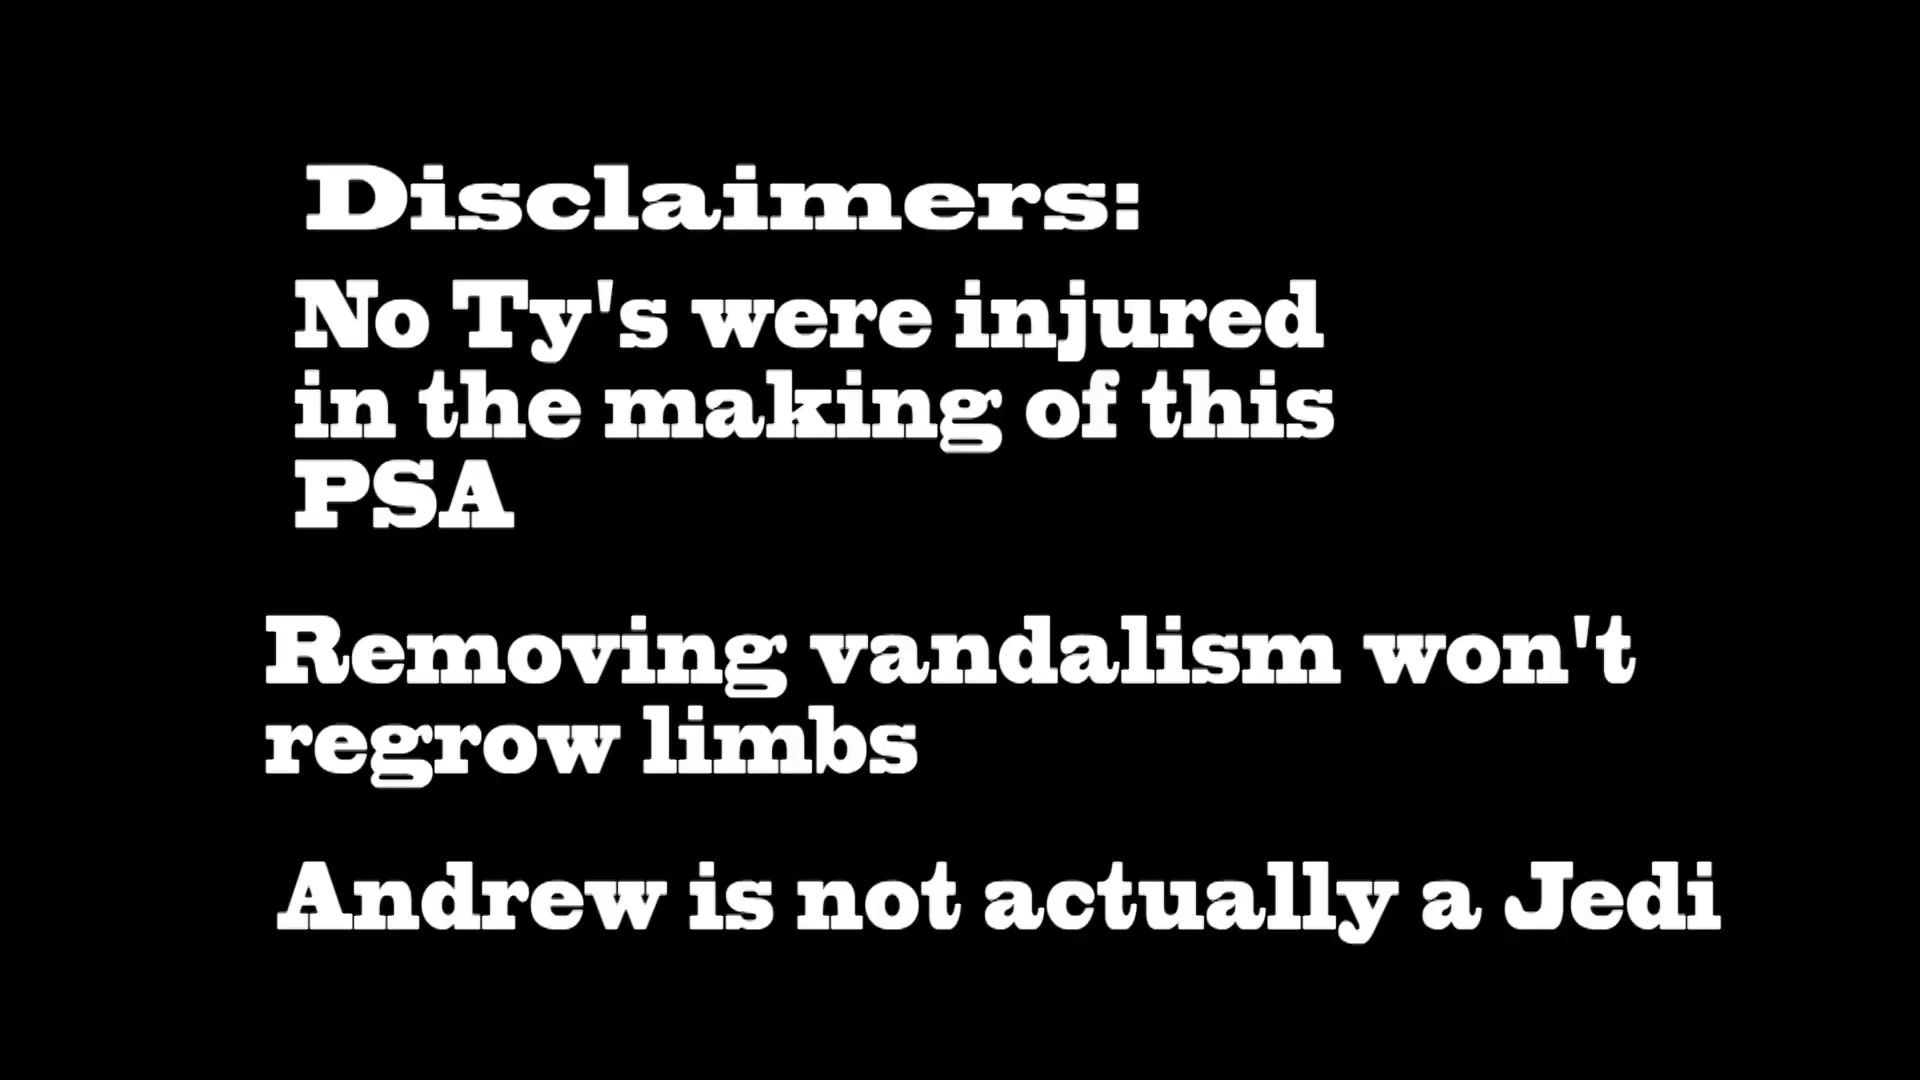 Disclaimers:
No Ty's were injured
in the making of this
PSA
Removing vandalism won't
regrow limbs
Andrew is not actually a Jedi